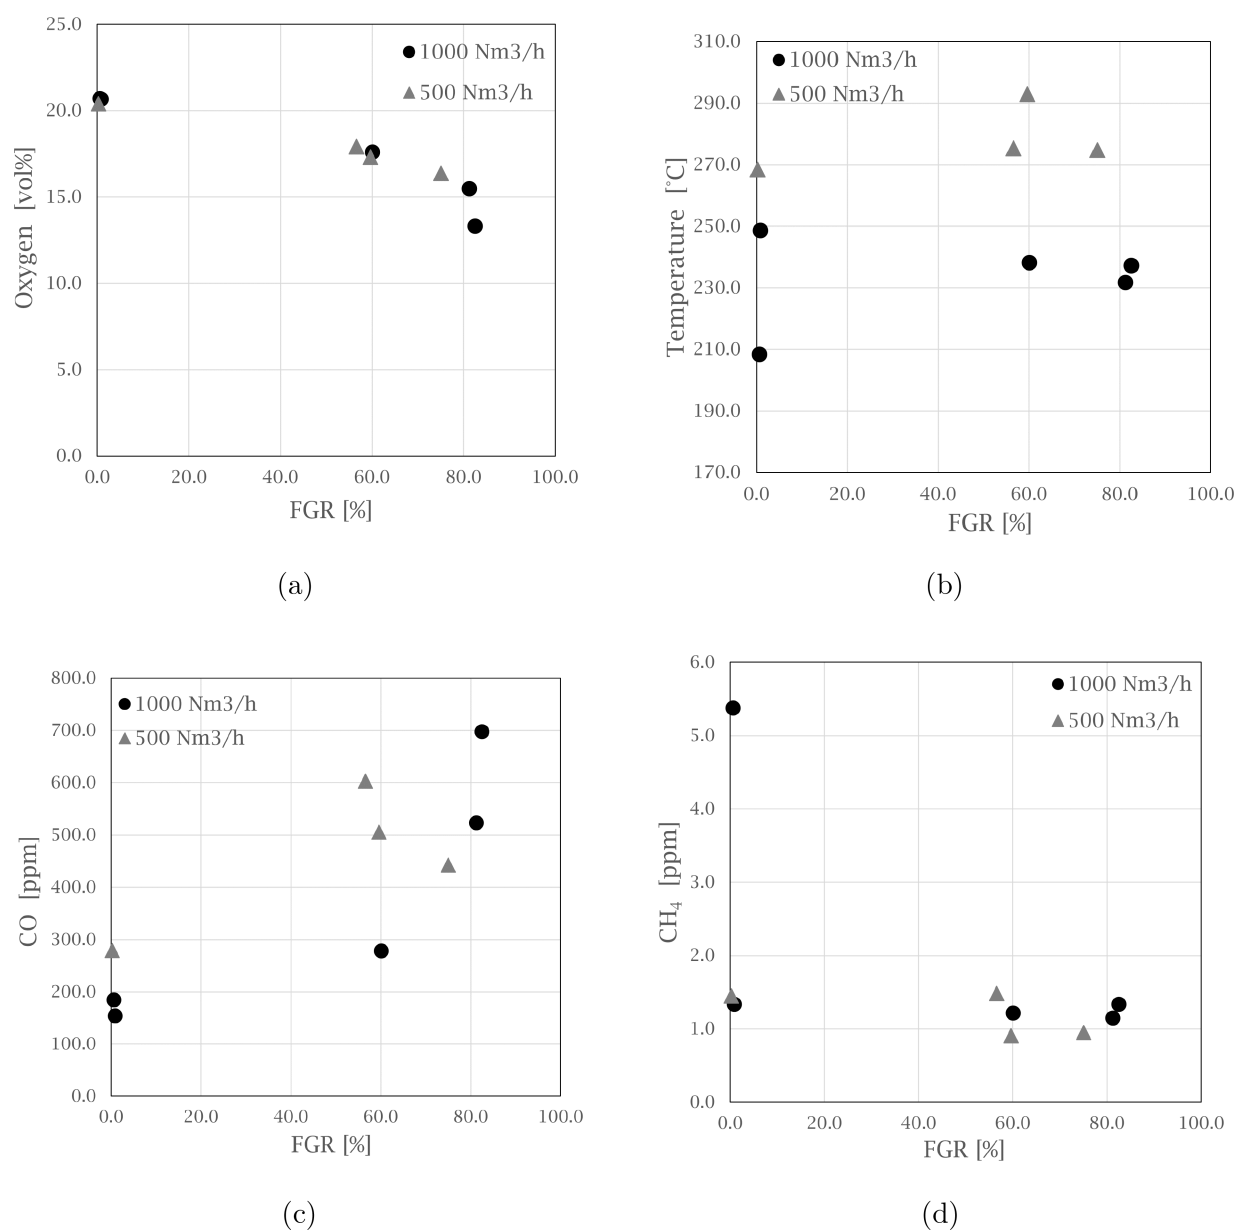 25.0
20.0
15.0
10.0
5.0
0.0
Oxygen [vol%]
1000 Nm3/h
500 Nm3/h
0.0 20.0 40.0 60.0 80.0 100.0
FGR [%]
(a)
310.0
290.0
270.0
250.0
230.0
210.0
190.0
170.0
Temperature [°C]
1000 Nm3/h
500 Nm3/h
0.0 20.0 40.0 60.0 80.0 100.0
FGR [%]
(b)
800.0
700.0
600.0
500.0
400.0
300.0
200.0
100.0
0.0
CO [ppm]
1000 Nm3/h
500 Nm3/h
0.0 20.0 40.0 60.0 80.0 100.0
FGR [%]
(c)
6.0
5.0
4.0
3.0
2.0
1.0
0.0
CH₄ [ppm]
1000 Nm3/h
500 Nm3/h
0.0 20.0 40.0 60.0 80.0 100.0
FGR [%]
(d)